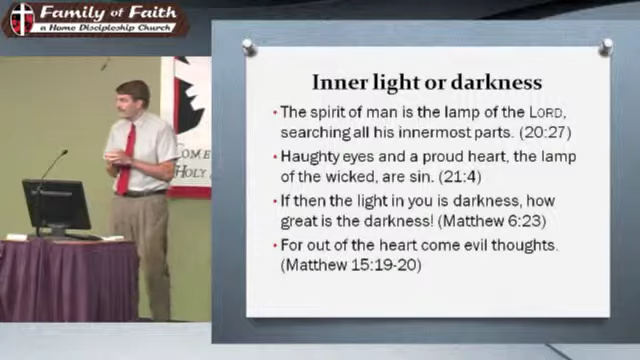 Family of Faith
a Home Discipleship Church
COME
HOLY
Inner light or darkness
• The spirit of man is the lamp of the LORD,
searching all his innermost parts. (20:27)
• Haughty eyes and a proud heart, the lamp
of the wicked, are sin. (21:4)
• If then the light in you is darkness, how
great is the darkness! (Matthew 6:23)
• For out of the heart come evil thoughts.
(Matthew 15:19-20)